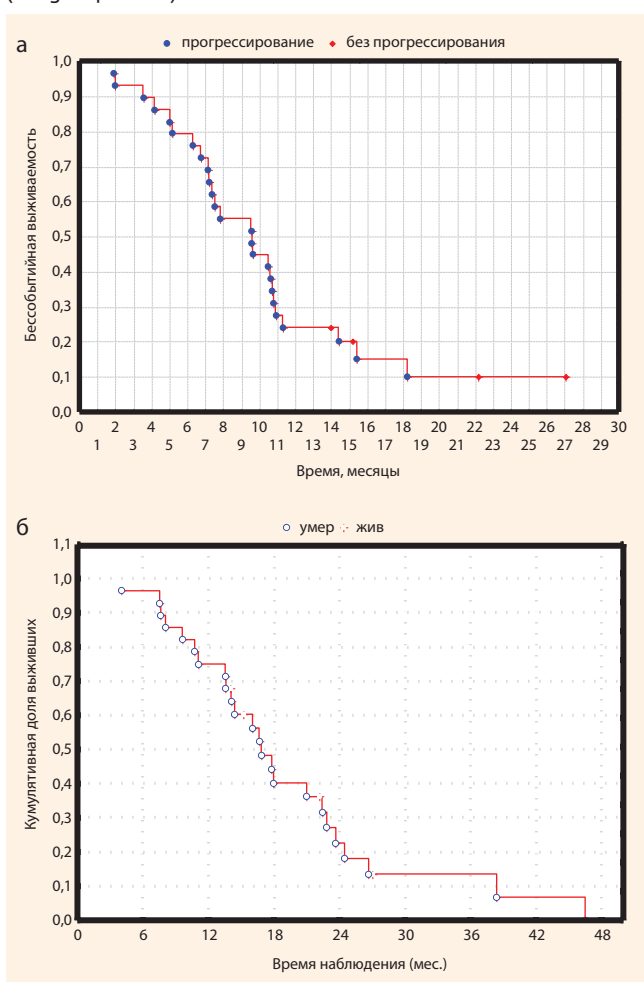 а
прогрессирование без прогрессирования
1,0
0,9
0,8
0,7
0,6
0,5
0,4
0,3
0,2
0,1
0,0
Бессобытийная выживаемость
0 2 4 6 8 10 12 14 16 18 20 22 24 26 28 30
1 3 5 7 9 11 13 15 17 19 21 23 25 27 29
Время, месяцы
б
умер жив
1,1
1,0
0,9
0,8
0,7
0,6
0,5
0,4
0,3
0,2
0,1
0,0
Кумулятивная доля выживших
0 6 12 18 24 30 36 42 48
Время наблюдения (мес.)